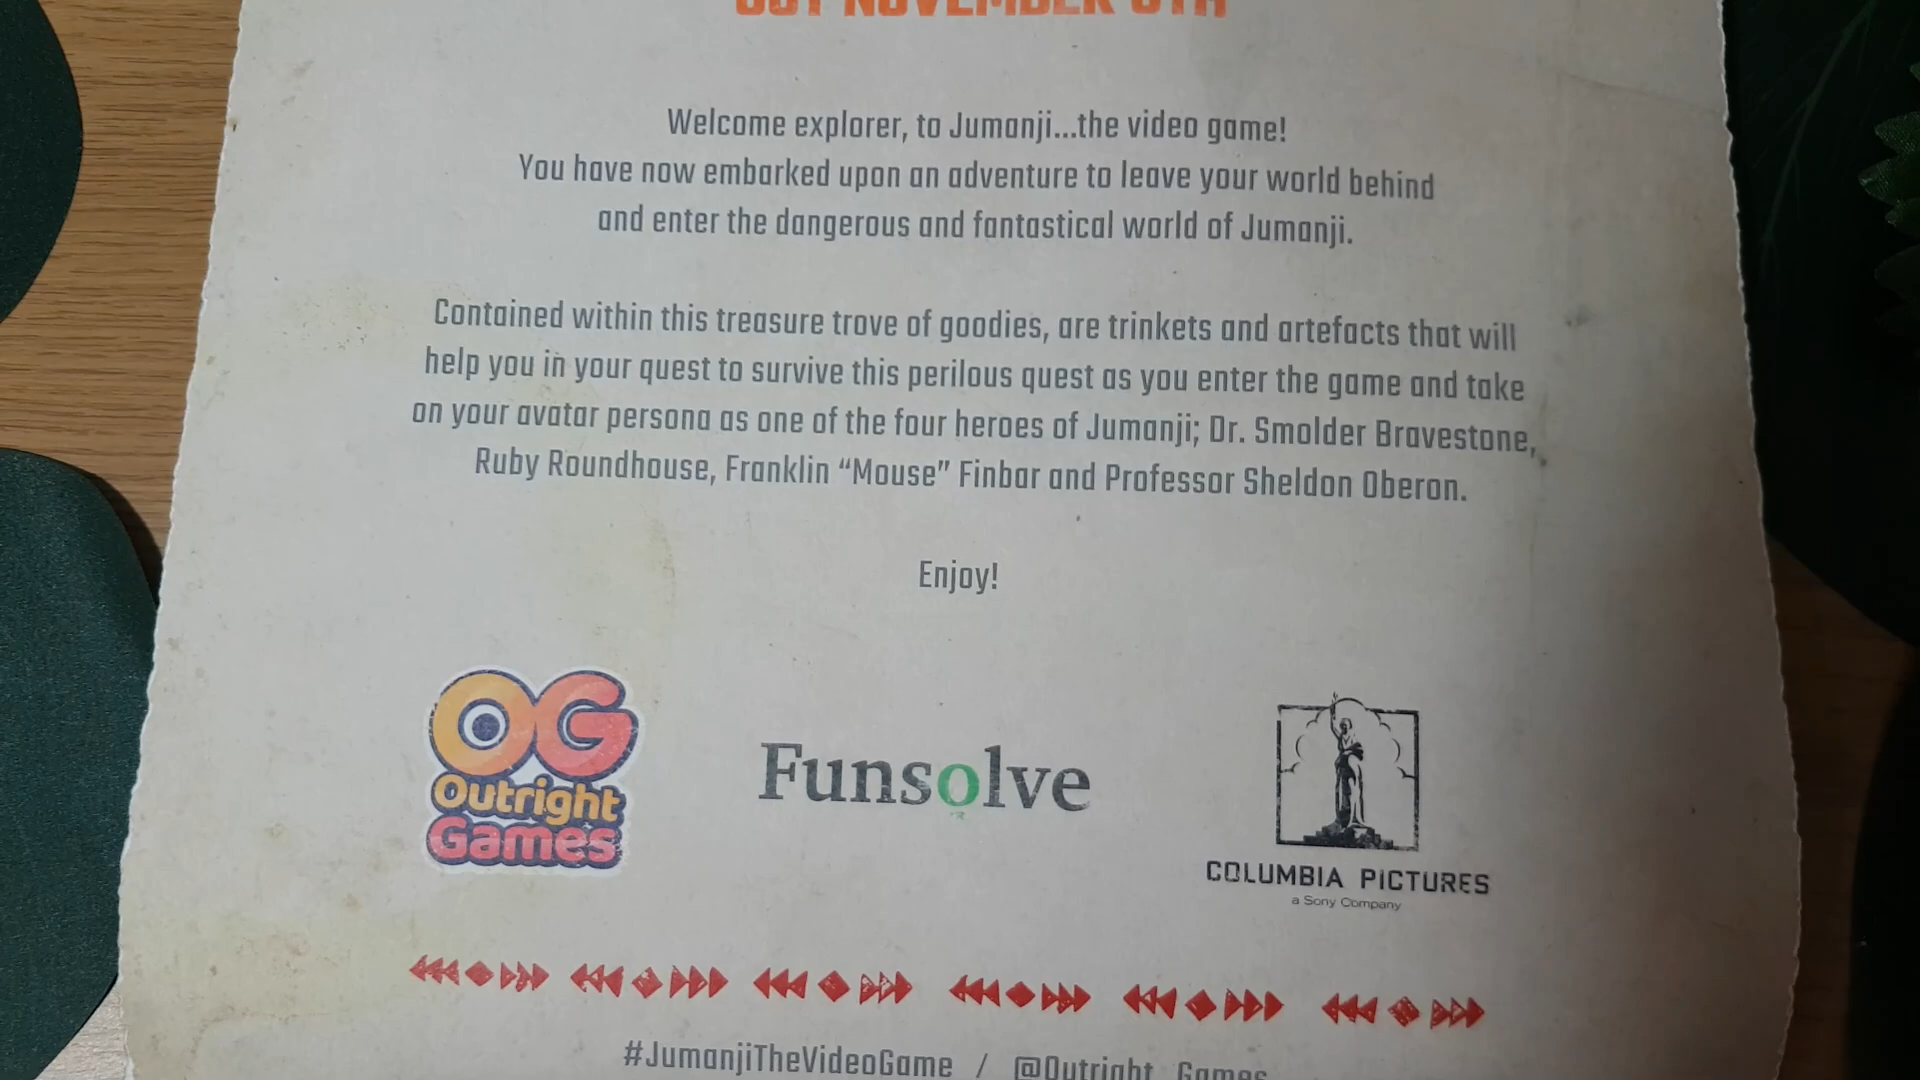 OUT NOVEMBER 8TH
Welcome explorer, to Jumanji...the video game!
You have now embarked upon an adventure to leave your world behind
and enter the dangerous and fantastical world of Jumanji.
Contained within this treasure trove of goodies, are trinkets and artefacts that will
help you in your quest to survive this perilous quest as you enter the game and take
on your avatar persona as one of the four heroes of Jumanji; Dr. Smolder Bravestone,
Ruby Roundhouse, Franklin “Mouse” Finbar and Professor Sheldon Oberon.
Enjoy!
OG
Outright
Games
Funsolve
COLUMBIA PICTURES
a Sony Company
#JumanjiTheVideoGame / @Outright_Games